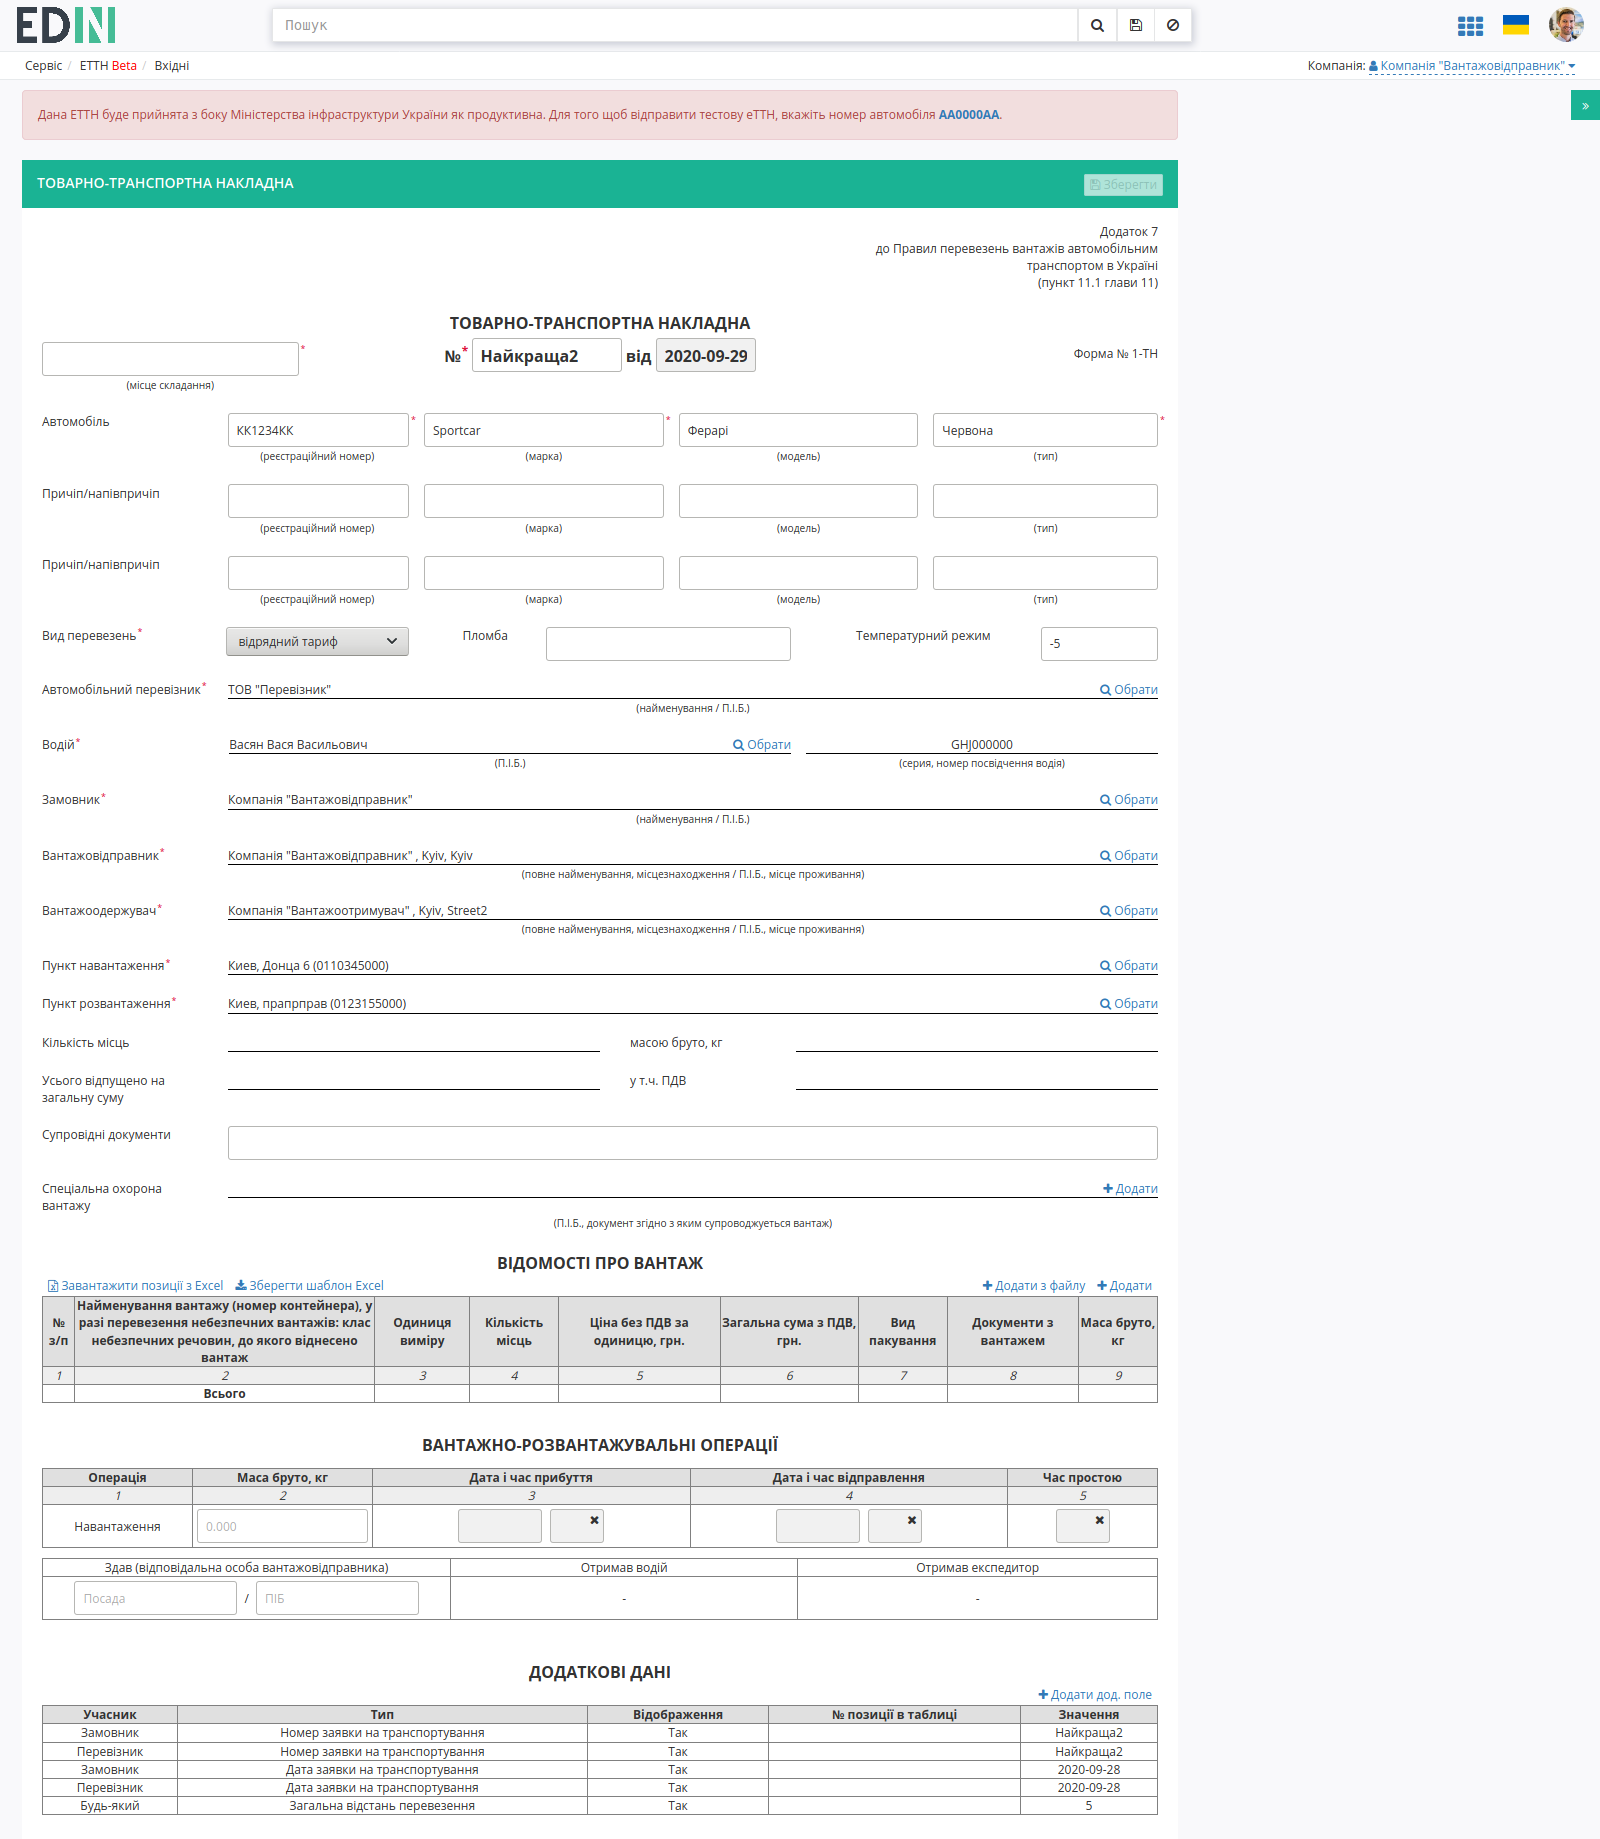 EDIN
Пошук
Сервіс / ЕТТН Beta / Вхідні
Компанія: Компанія "Вантажовідправник"
Дана ЕТТН буде прийнята з боку Міністерства інфраструктури України як продуктивна. Для того щоб відправити тестову еТТН, вкажіть номер автомобіля АА0000АА.
»
ТОВАРНО-ТРАНСПОРТНА НАКЛАДНА
Зберегти
Додаток 7
до Правил перевезень вантажів автомобільним
транспортом в Україні
(пункт 11.1 глави 11)
ТОВАРНО-ТРАНСПОРТНА НАКЛАДНА
* №* Найкраща2 від 2020-09-29 Форма № 1-ТН
(місце складання)
Автомобіль КК1234КК * Sportcar * Ферарі Червона *
(реєстраційний номер) (марка) (модель) (тип)
Причіп/напівпричіп
(реєстраційний номер) (марка) (модель) (тип)
Причіп/напівпричіп
(реєстраційний номер) (марка) (модель) (тип)
Вид перевезень* відрядний тариф Пломба Температурний режим -5
Автомобільний перевізник* ТОВ "Перевізник" Обрати
(найменування / П.І.Б.)
Водій* Васян Вася Васильович Обрати GHJ000000
(П.І.Б.) (серия, номер посвідчення водія)
Замовник* Компанія "Вантажовідправник" Обрати
(найменування / П.І.Б.)
Вантажовідправник* Компанія "Вантажовідправник" , Kyiv, Kyiv Обрати
(повне найменування, місцезнаходження / П.І.Б., місце проживання)
Вантажоодержувач* Компанія "Вантажоотримувач" , Kyiv, Street2 Обрати
(повне найменування, місцезнаходження / П.І.Б., місце проживання)
Пункт навантаження* Киев, Донца 6 (0110345000) Обрати
Пункт розвантаження* Киев, прапрправ (0123155000) Обрати
Кількість місць масою бруто, кг
Усього відпущено на у т.ч. ПДВ
загальну суму
Супровідні документи
Спеціальна охорона Додати
вантажу
(П.І.Б., документ згідно з яким супроводжуеться вантаж)
ВІДОМОСТІ ПРО ВАНТАЖ
Завантажити позиції з Excel Зберегти шаблон Excel Додати з файлу Додати
№ з/п Найменування вантажу (номер контейнера), у разі перевезення небезпечних вантажів: клас небезпечних речовин, до якого віднесено вантаж Одиниця виміру Кількість місць Ціна без ПДВ за одиницю, грн. Загальна сума з ПДВ, грн. Вид пакування Документи з вантажем Маса бруто, кг
1 2 3 4 5 6 7 8 9
Всього
ВАНТАЖНО-РОЗВАНТАЖУВАЛЬНІ ОПЕРАЦІЇ
Операція Маса бруто, кг Дата і час прибуття Дата і час відправлення Час простою
1 2 3 4 5
Навантаження 0.000
Здав (відповідальна особа вантажовідправника) Отримав водій Отримав експедитор
Посада / ПІБ - -
ДОДАТКОВІ ДАНІ
Додати дод. поле
Учасник Тип Відображення № позиції в таблиці Значення
Замовник Номер заявки на транспортування Так Найкраща2
Перевізник Номер заявки на транспортування Так Найкраща2
Замовник Дата заявки на транспортування Так 2020-09-28
Перевізник Дата заявки на транспортування Так 2020-09-28
Будь-який Загальна відстань перевезення Так 5